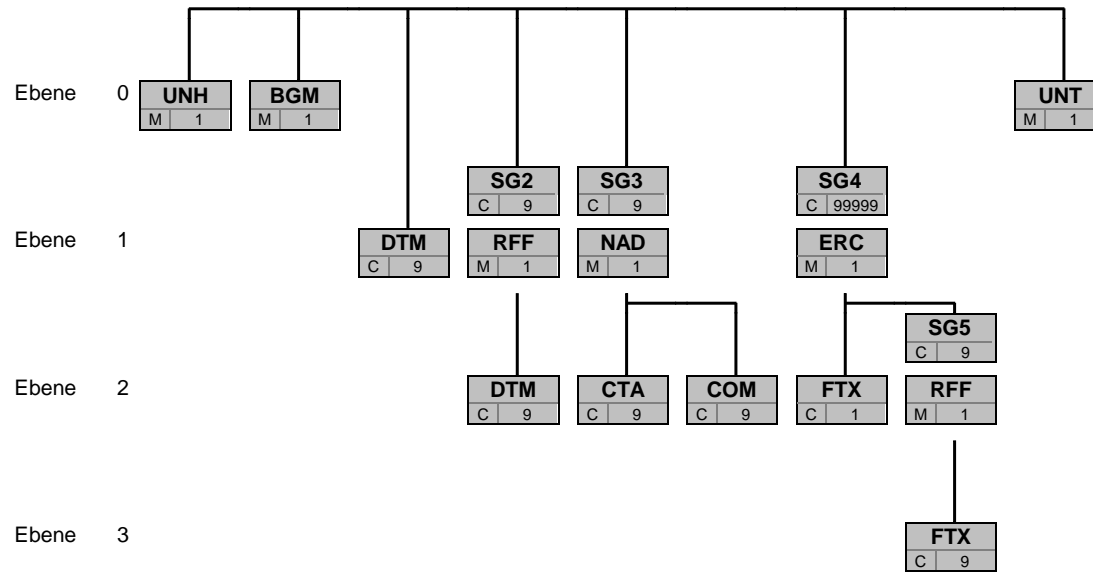 Ebene 0 UNH BGM UNT
M 1 M 1 M 1
SG2 SG3 SG4
C 9 C 9 C 99999
Ebene 1 DTM RFF NAD ERC
C 9 M 1 M 1 M 1
SG5
C 9
Ebene 2 DTM CTA COM FTX RFF
C 9 C 9 C 9 C 1 M 1
Ebene 3 FTX
C 9